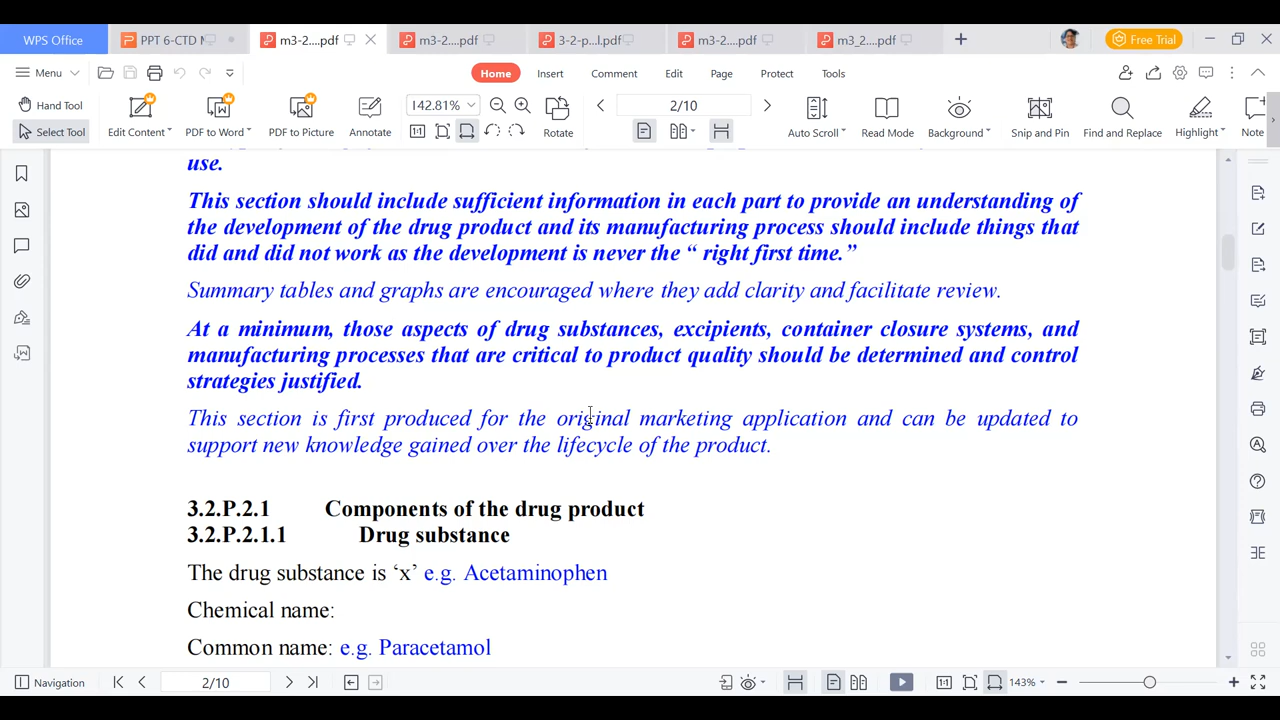 WPS Office
PPT 6-CTD M
m3-2....pdf
m3-2....pdf
3-2-p...l.pdf
m3-2....pdf
m3_2....pdf
Free Trial
Menu
Home
Insert
Comment
Edit
Page
Protect
Tools
Hand Tool
Select Tool
Edit Content
PDF to Word
PDF to Picture
Annotate
142.81%
Rotate
2/10
Auto Scroll
Read Mode
Background
Snip and Pin
Find and Replace
Highlight
Note
use.
This section should include sufficient information in each part to provide an understanding of
the development of the drug product and its manufacturing process should include things that
did and did not work as the development is never the “ right first time.”
Summary tables and graphs are encouraged where they add clarity and facilitate review.
At a minimum, those aspects of drug substances, excipients, container closure systems, and
manufacturing processes that are critical to product quality should be determined and control
strategies justified.
This section is first produced for the original marketing application and can be updated to
support new knowledge gained over the lifecycle of the product.
3.2.P.2.1 Components of the drug product
3.2.P.2.1.1 Drug substance
The drug substance is ‘x’ e.g. Acetaminophen
Chemical name:
Common name: e.g. Paracetamol
Navigation
2/10
1:1
143%